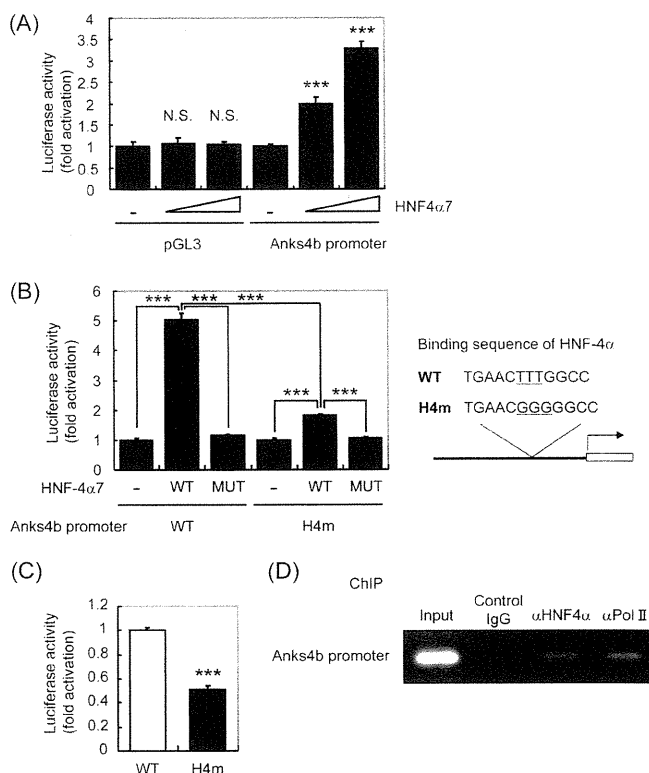 (A)
Luciferase activity
(fold activation)
4
3.5
3
2.5
2
1.5
1
0.5
0
N.S.
N.S.
***
***
-
-
HNF4α7
pGL3
Anks4b promoter
(B)
Luciferase activity
(fold activation)
6
5
4
3
2
1
0
***
***
***
***
***
HNF-4α7
-
WT
MUT
-
WT
MUT
Anks4b promoter
WT
H4m
Binding sequence of HNF-4α
WT TGAACTTTGGCC
H4m TGAACGGGGGCC
(C)
Luciferase activity
(fold activation)
1.2
1
0.8
0.6
0.4
0.2
0
***
WT
H4m
(D)
ChIP
Input
Control
IgG
αHNF4α
αPol II
Anks4b promoter